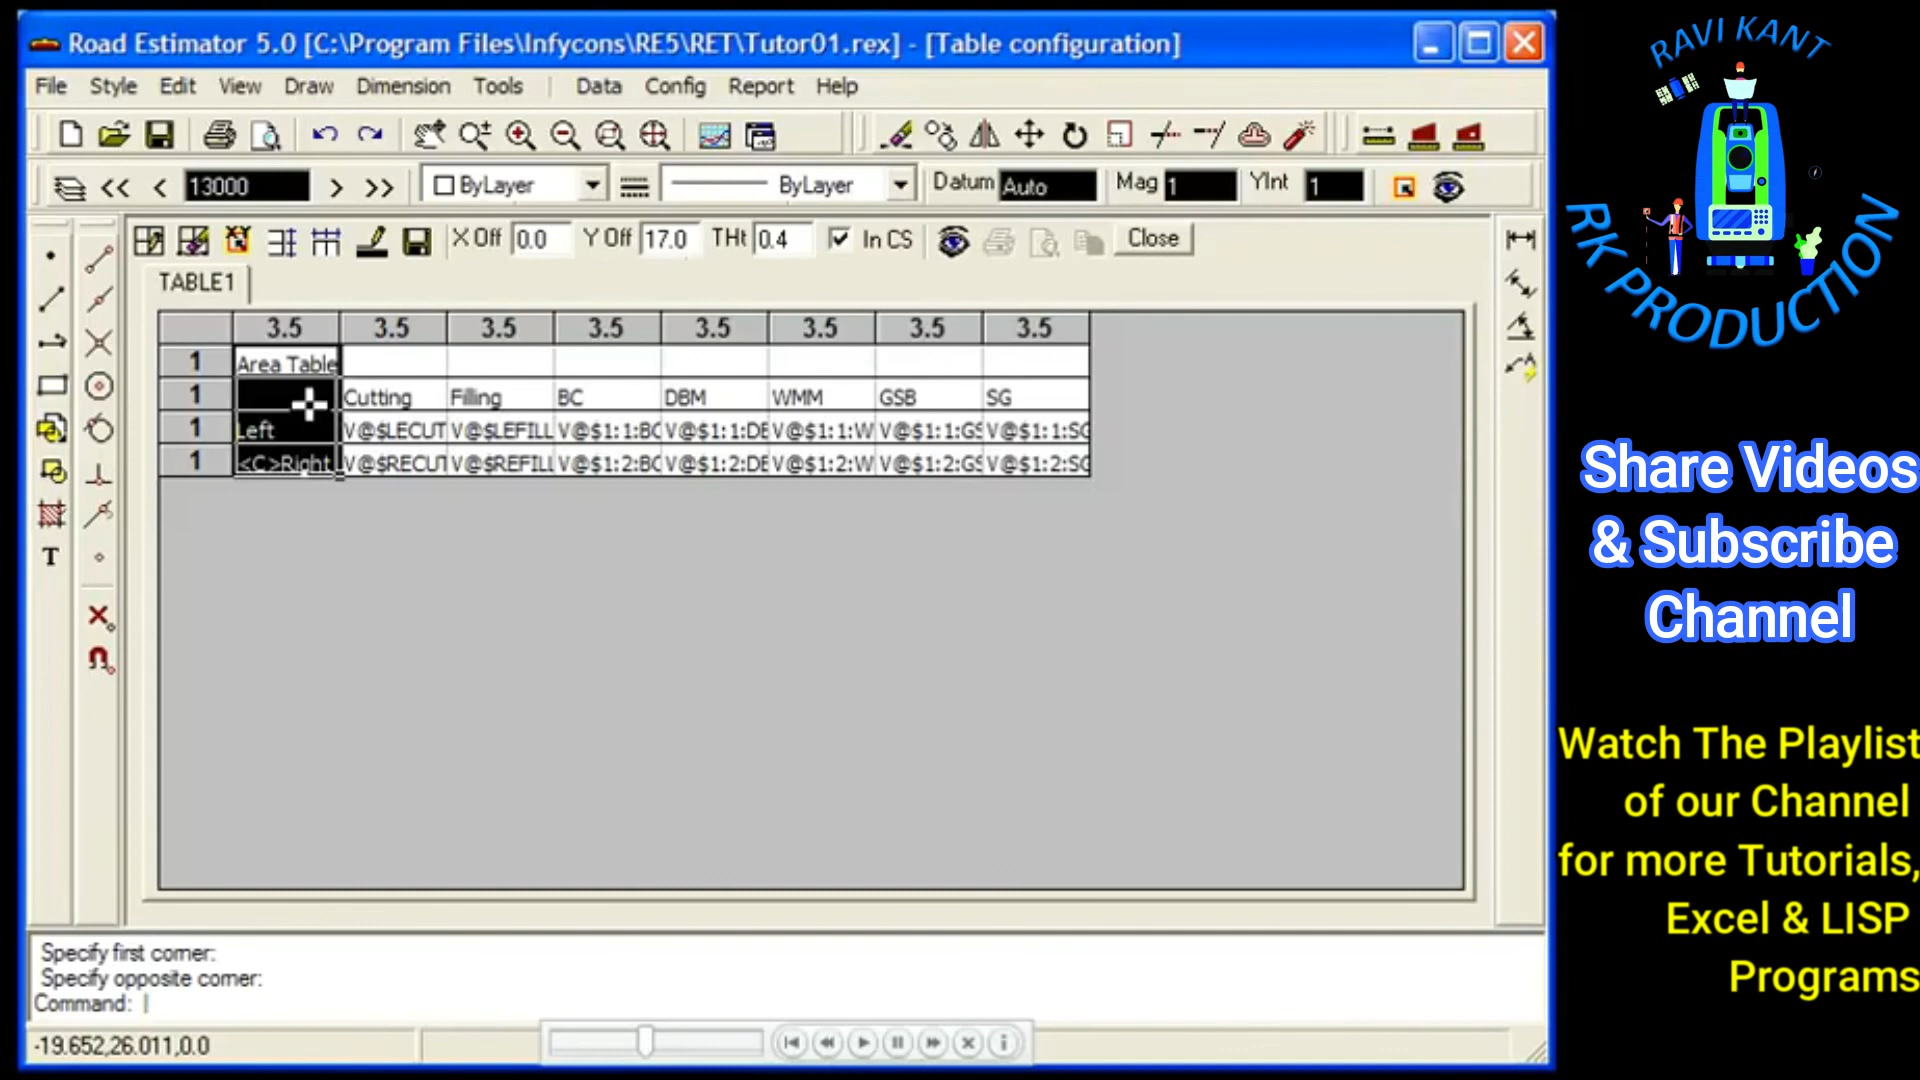 Road Estimator 5.0 [C:\Program Files\Infycons\RE5\RET\Tutor01.rex] - [Table configuration]
File Style Edit View Draw Dimension Tools | Data Config Report Help
<< < 13000 > >> ByLayer ByLayer Datum Auto Mag 1 YInt 1
X Off 0.0 Y Off 17.0 THt 0.4 In CS Close
TABLE1
3.5 3.5 3.5 3.5 3.5 3.5 3.5 3.5
1 Area Table
1 Cutting Filling BC DBM WMM GSB SG
1 Left V@$LECUT V@$LEFILL V@$1:1:BC V@$1:1:DB V@$1:1:W V@$1:1:GS V@$1:1:SG
1 <C>Right V@$RECUT V@$REFILL V@$1:2:BC V@$1:2:DB V@$1:2:W V@$1:2:GS V@$1:2:SG
T
Specify first corner:
Specify opposite corner:
Command:
-19.652,26.011,0.0
RAVI KANT
RK PRODUCTION
Share Videos
& Subscribe
Channel
Watch The Playlist
of our Channel
for more Tutorials,
Excel & LISP
Programs